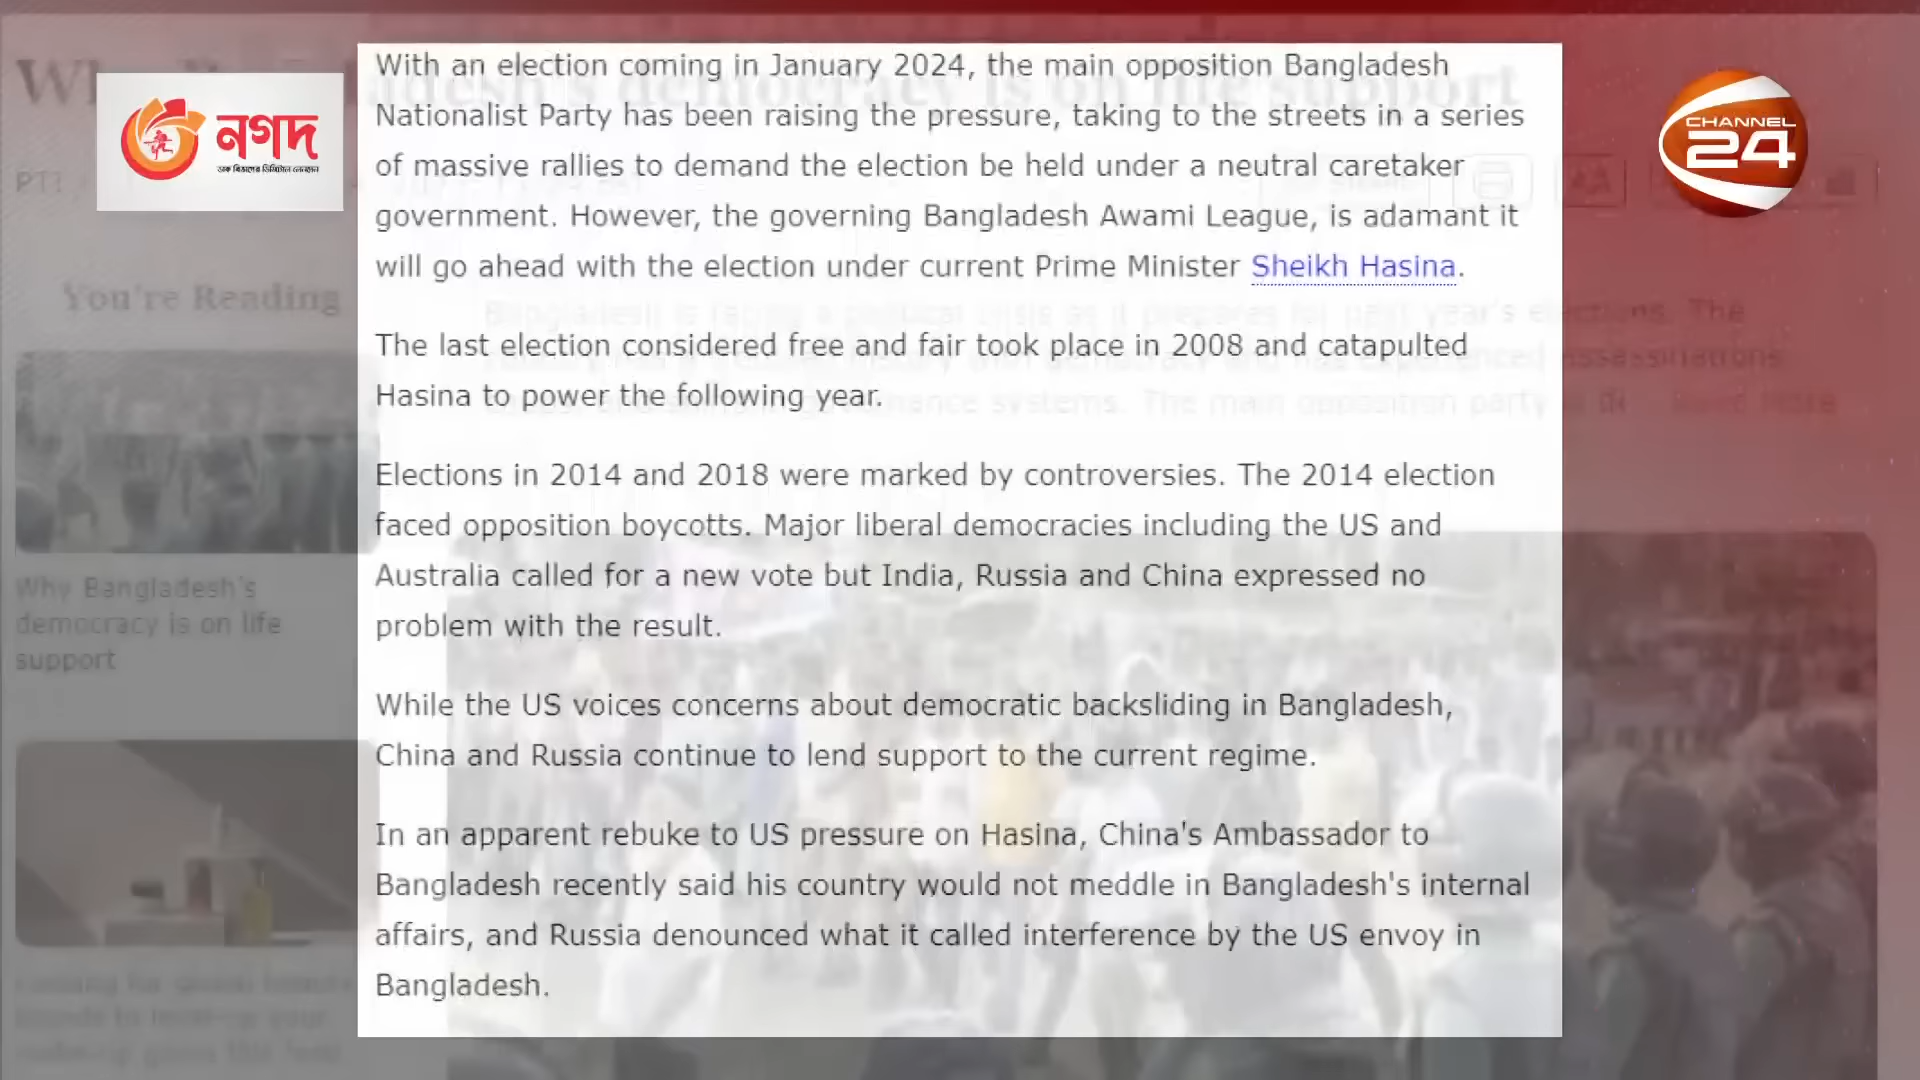 Why Bangladesh's democracy is on life support
With an election coming in January 2024, the main opposition Bangladesh
Nationalist Party has been raising the pressure, taking to the streets in a series
of massive rallies to demand the election be held under a neutral caretaker
government. However, the governing Bangladesh Awami League, is adamant it
will go ahead with the election under current Prime Minister Sheikh Hasina.
The last election considered free and fair took place in 2008 and catapulted
Hasina to power the following year.
Elections in 2014 and 2018 were marked by controversies. The 2014 election
faced opposition boycotts. Major liberal democracies including the US and
Australia called for a new vote but India, Russia and China expressed no
problem with the result.
While the US voices concerns about democratic backsliding in Bangladesh,
China and Russia continue to lend support to the current regime.
In an apparent rebuke to US pressure on Hasina, China's Ambassador to
Bangladesh recently said his country would not meddle in Bangladesh's internal
affairs, and Russia denounced what it called interference by the US envoy in
Bangladesh.
নগদ
ডাক বিভাগের ডিজিটাল লেনদেন
CHANNEL
24
PTI
You're Reading
Why Bangladesh's
democracy is on life
support